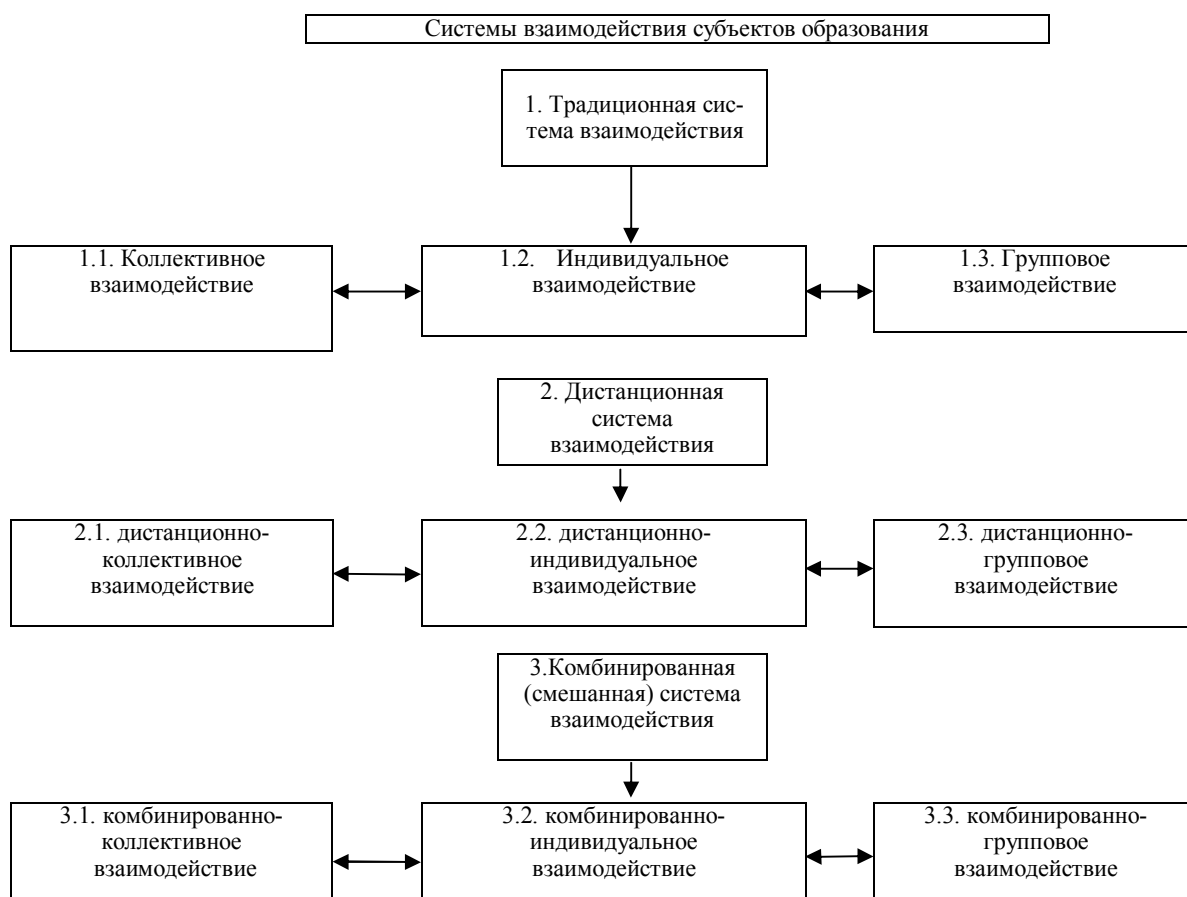 Системы взаимодействия субъектов образования
1. Традиционная сис-
тема взаимодействия
1.1. Коллективное
взаимодействие
1.2. Индивидуальное
взаимодействие
1.3. Групповое
взаимодействие
2. Дистанционная
система
взаимодействия
2.1. дистанционно-
коллективное
взаимодействие
2.2. дистанционно-
индивидуальное
взаимодействие
2.3. дистанционно-
групповое
взаимодействие
3.Комбинированная
(смешанная) система
взаимодействия
3.1. комбинированно-
коллективное
взаимодействие
3.2. комбинированно-
индивидуальное
взаимодействие
3.3. комбинированно-
групповое
взаимодействие